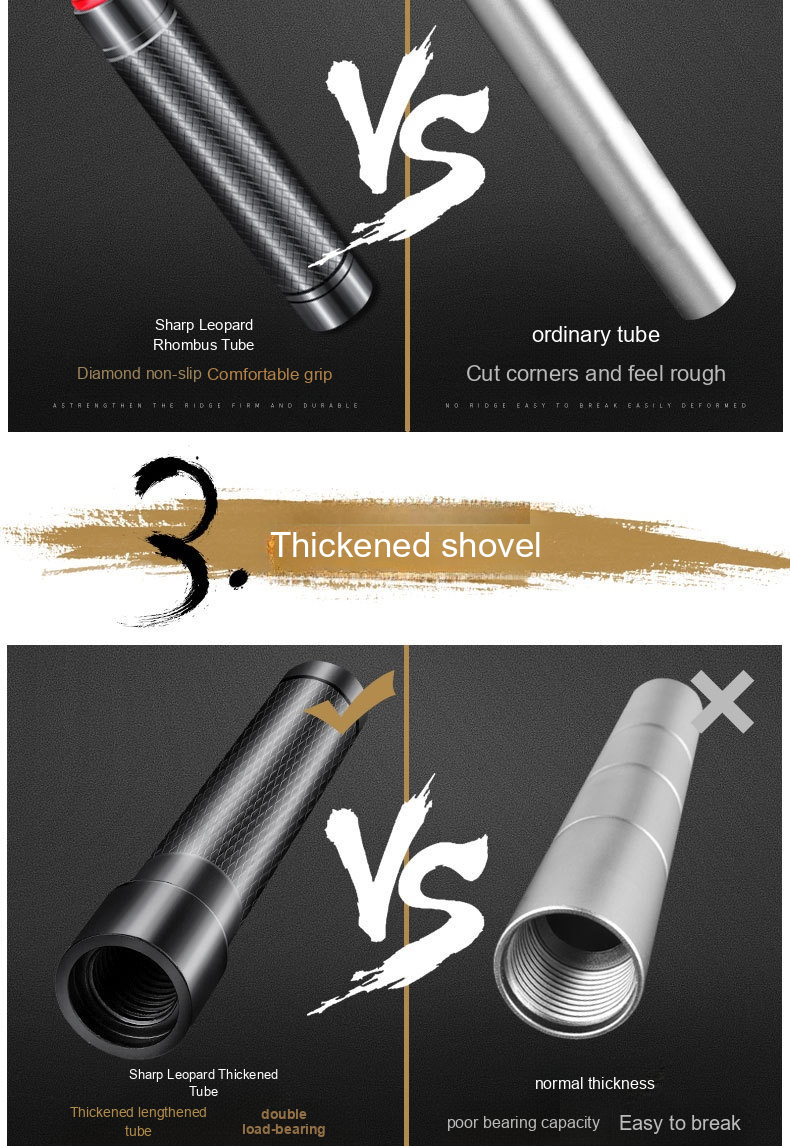 VS
Sharp Leopard
Rhombus Tube
Diamond non-slip Comfortable grip
ASTRENGTHEN THE RIDGE FIRM AND DURABLE
ordinary tube
Cut corners and feel rough
NO RIDGE EASY TO BREAK EASILY DEFORMED
3.
Thickened shovel
VS
Sharp Leopard Thickened
Tube
Thickened lengthened
tube
double
load-bearing
normal thickness
poor bearing capacity Easy to break